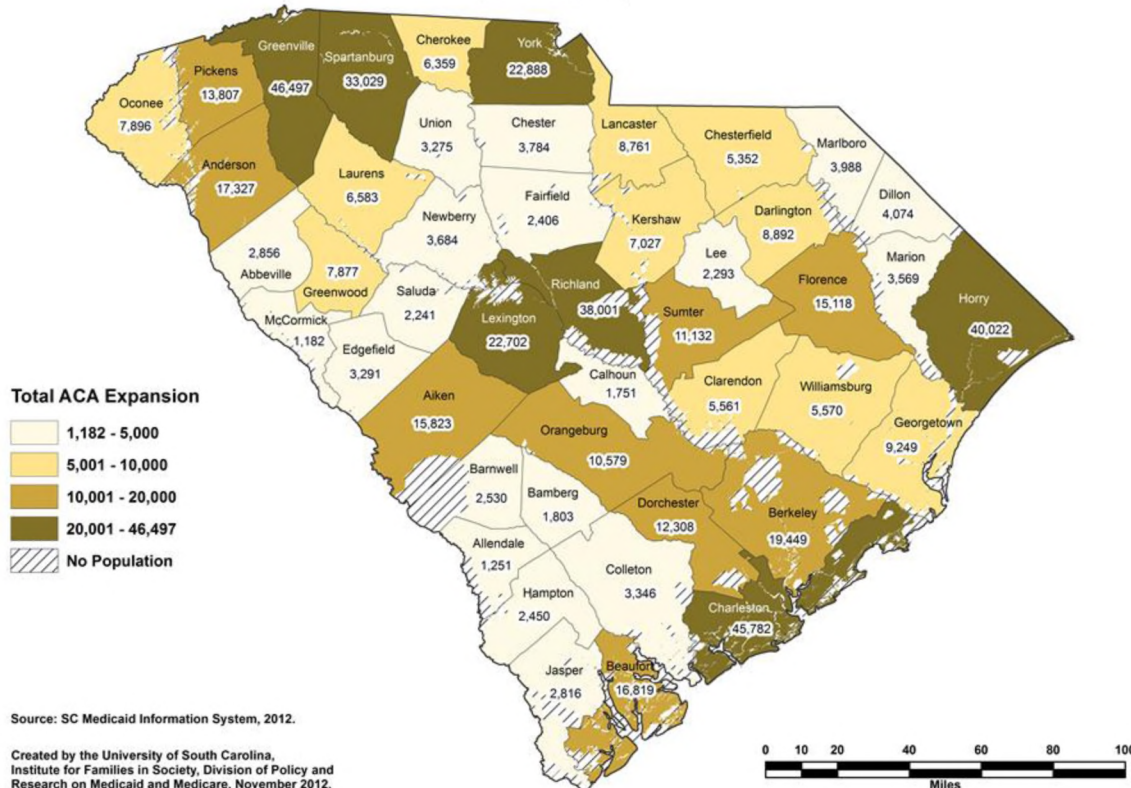 Greenville
46,497
Spartanburg
33,029
Cherokee
6,359
York
22,888
Pickens
13,807
Oconee
7,896
Anderson
17,327
Laurens
6,583
Union
3,275
Chester
3,784
Lancaster
8,761
Chesterfield
5,352
Marlboro
3,988
Dillon
4,074
Fairfield
2,406
Newberry
3,684
Kershaw
7,027
Darlington
8,892
Lee
2,293
Marion
3,569
Florence
15,118
Horry
40,022
2,856
Abbeville
7,877
Greenwood
Saluda
2,241
McCormick
1,182
Edgefield
3,291
Lexington
22,702
Richland
38,001
Sumter
11,132
Calhoun
1,751
Clarendon
5,561
Williamsburg
5,570
Georgetown
9,249
Aiken
15,823
Orangeburg
10,579
Barnwell
2,530
Bamberg
1,803
Dorchester
12,308
Berkeley
19,449
Allendale
1,251
Colleton
3,346
Hampton
2,450
Charleston
45,782
Jasper
2,816
Beaufort
16,819
Total ACA Expansion
1,182 - 5,000
5,001 - 10,000
10,001 - 20,000
20,001 - 46,497
No Population
Source: SC Medicaid Information System, 2012.
Created by the University of South Carolina,
Institute for Families in Society, Division of Policy and
Research on Medicaid and Medicare, November 2012.
0 10 20 40 60 80 100
Miles